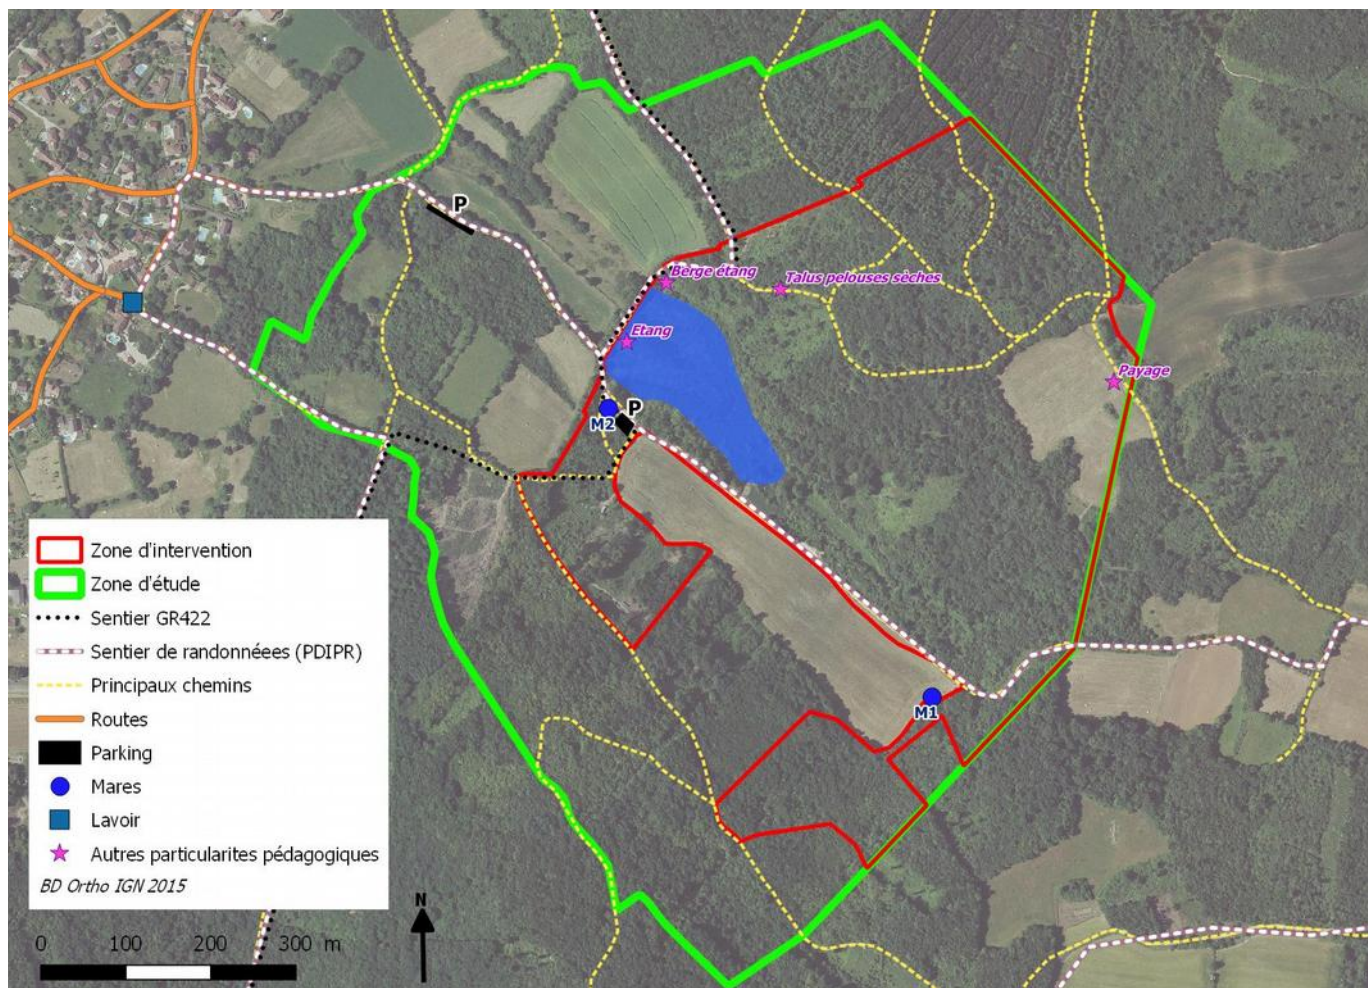 P
Berge étang
Talus pelouses sèches
Etang
Payage
P
M2
M1
Zone d'intervention
Zone d'étude
Sentier GR422
Sentier de randonnéees (PDIPR)
Principaux chemins
Routes
Parking
Mares
Lavoir
Autres particularites pédagogiques
BD Ortho IGN 2015
N
0 100 200 300 m